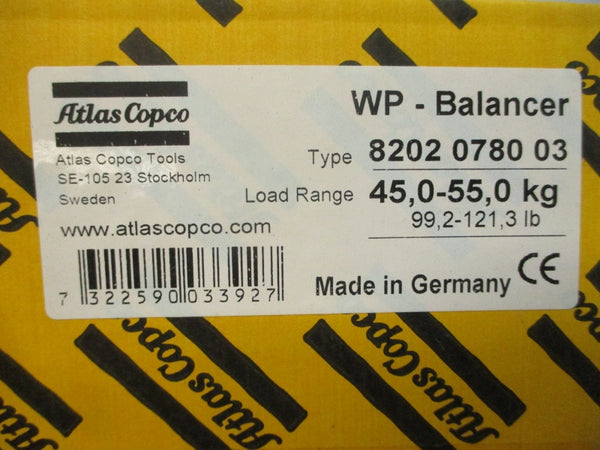 Atlas Copco
Atlas Copco Tools
SE-105 23 Stockholm
Sweden
www.atlascopco.com
7 322590 033927
WP - Balancer
Type 8202 0780 03
Load Range 45,0-55,0 kg
99,2-121,3 lb
Made in Germany CE
Atlas Copco
Atlas Copco
Atlas Copco